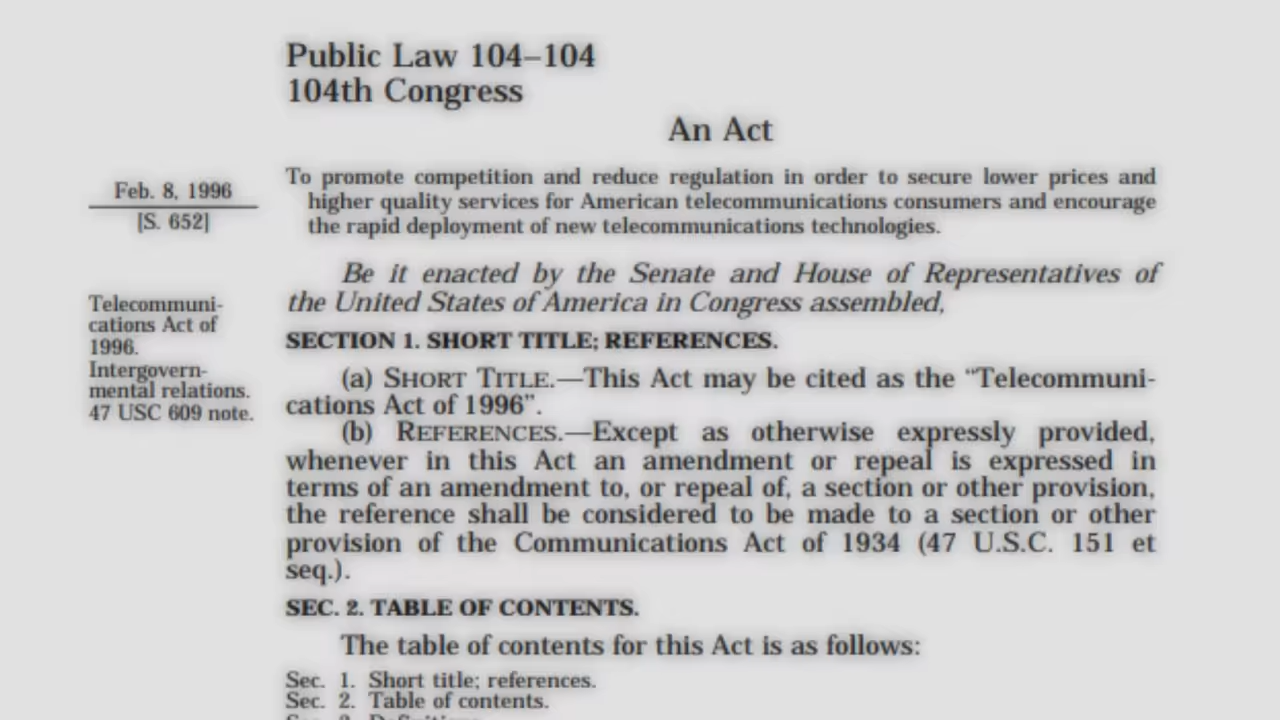 Public Law 104–104
104th Congress
An Act
Feb. 8, 1996
[S. 652]
To promote competition and reduce regulation in order to secure lower prices and
higher quality services for American telecommunications consumers and encourage
the rapid deployment of new telecommunications technologies.
Be it enacted by the Senate and House of Representatives of
the United States of America in Congress assembled,
Telecommuni-
cations Act of
1996.
Intergovern-
mental relations.
47 USC 609 note.
SECTION 1. SHORT TITLE; REFERENCES.
(a) SHORT TITLE.—This Act may be cited as the “Telecommuni-
cations Act of 1996”.
(b) REFERENCES.—Except as otherwise expressly provided,
whenever in this Act an amendment or repeal is expressed in
terms of an amendment to, or repeal of, a section or other provision,
the reference shall be considered to be made to a section or other
provision of the Communications Act of 1934 (47 U.S.C. 151 et
seq.).
SEC. 2. TABLE OF CONTENTS.
The table of contents for this Act is as follows:
Sec. 1. Short title; references.
Sec. 2. Table of contents.